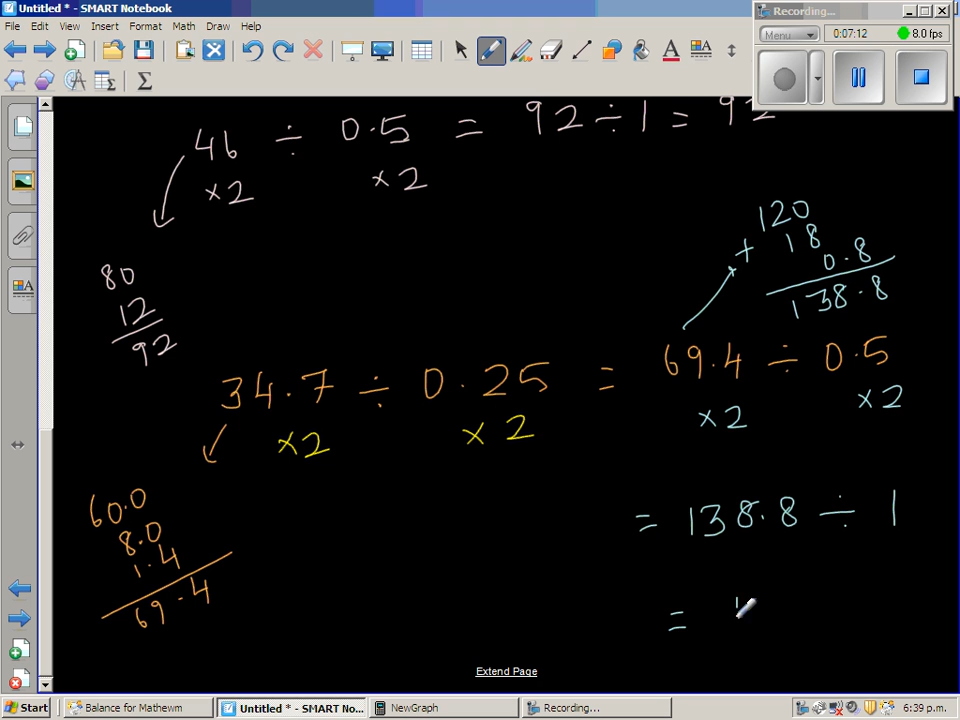 Untitled * - SMART Notebook
File Edit View Insert Format Math Draw Help
Recording...
Menu 0:07:12 8.0 fps
46 ÷ 0.5 = 92 ÷ 1 = 92
×2 ×2
80
12
92
120
+ 18
0.8
138.8
34.7 ÷ 0.25 = 69.4 ÷ 0.5
×2 ×2 ×2 ×2
60.0
8.0
1.4
69.4
= 138.8 ÷ 1
=
Extend Page
Start Balance for Mathewm Untitled * - SMART No... NewGraph Recording... 6:39 p.m.